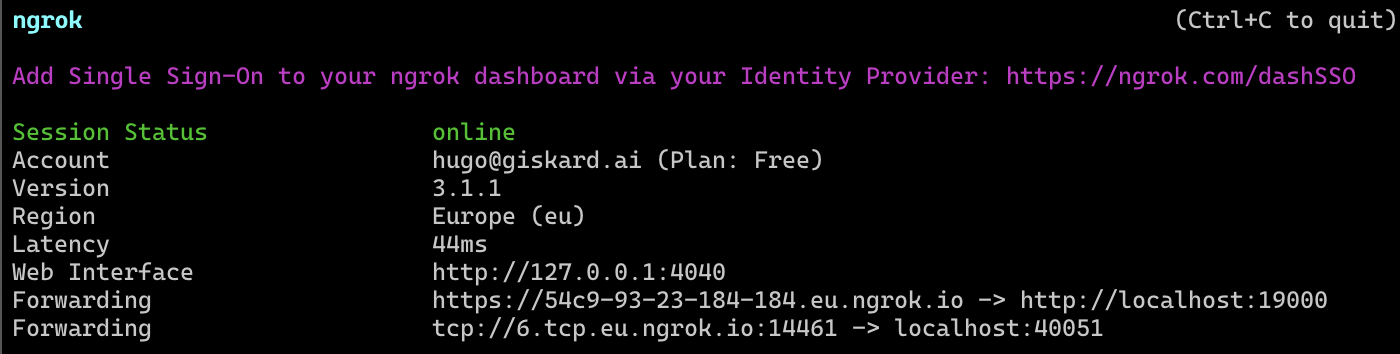 ngrok (Ctrl+C to quit)
Add Single Sign-On to your ngrok dashboard via your Identity Provider: https://ngrok.com/dashSSO
Session Status online
Account hugo@giskard.ai (Plan: Free)
Version 3.1.1
Region Europe (eu)
Latency 44ms
Web Interface http://127.0.0.1:4040
Forwarding https://54c9-93-23-184-184.eu.ngrok.io -> http://localhost:19000
Forwarding tcp://6.tcp.eu.ngrok.io:14461 -> localhost:40051